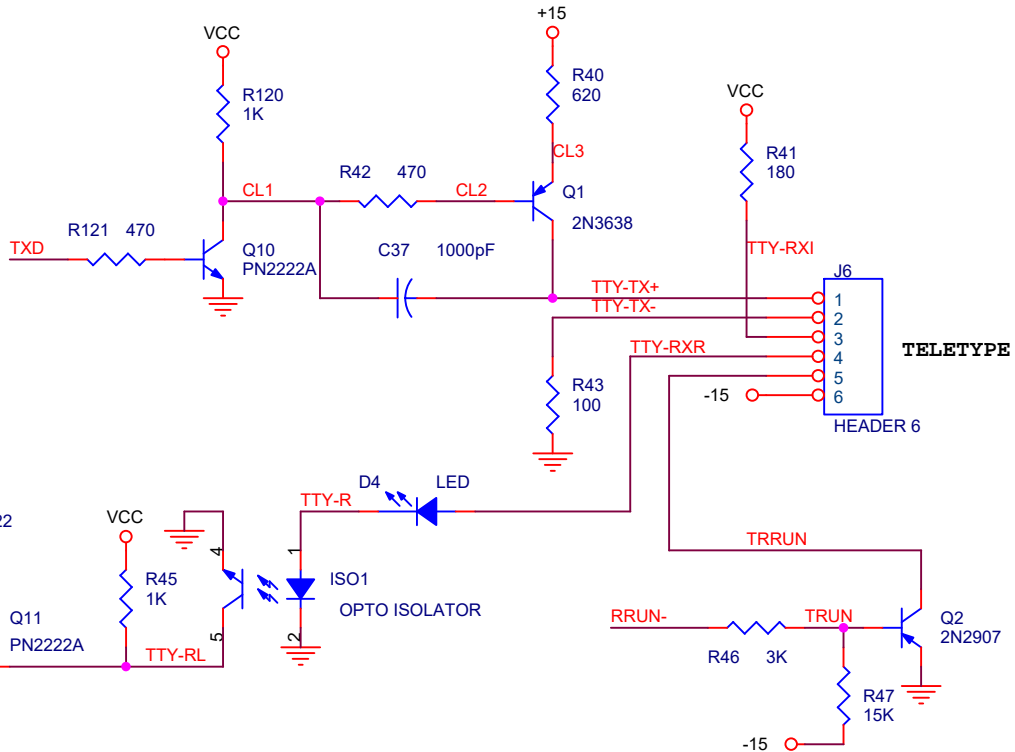 +15
VCC
R120
1K
R40
620
VCC
CL3
R41
180
R42 470
CL1
CL2
Q1
2N3638
R121 470
TXD
Q10
PN2222A
C37 1000pF
TTY-RXI
J6
TTY-TX+
1
TTY-TX-
2
3
TTY-RXR
4
5
-15
6
TELETYPE
HEADER 6
R43
100
D4 LED
TTY-R
22
VCC
4
1
TRRUN
R45
1K
ISO1
OPTO ISOLATOR
Q11
PN2222A
5
2
TTY-RL
RRUN-
TRUN
Q2
2N2907
R46 3K
R47
15K
-15